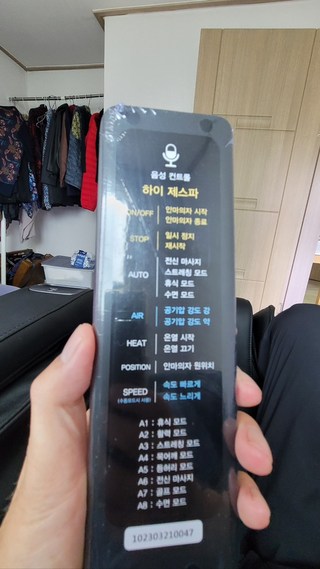 음성 컨트롤
하이 제스파
ON/OFF 안마의자 시작
안마의자 종료
STOP 일시 정지
재시작
AUTO 전신 마사지
스트레칭 모드
휴식 모드
수면 모드
AIR 공기압 강도 강
공기압 강도 약
HEAT 온열 시작
온열 끄기
POSITION 안마의자 원위치
SPEED 속도 빠르게
(수동모드시 사용) 속도 느리게
A1 : 휴식 모드
A2 : 활력 모드
A3 : 스트레칭 모드
A4 : 목어깨 모드
A5 : 등허리 모드
A6 : 전신 마사지
A7 : 골프 모드
A8 : 수면 모드
102303210047